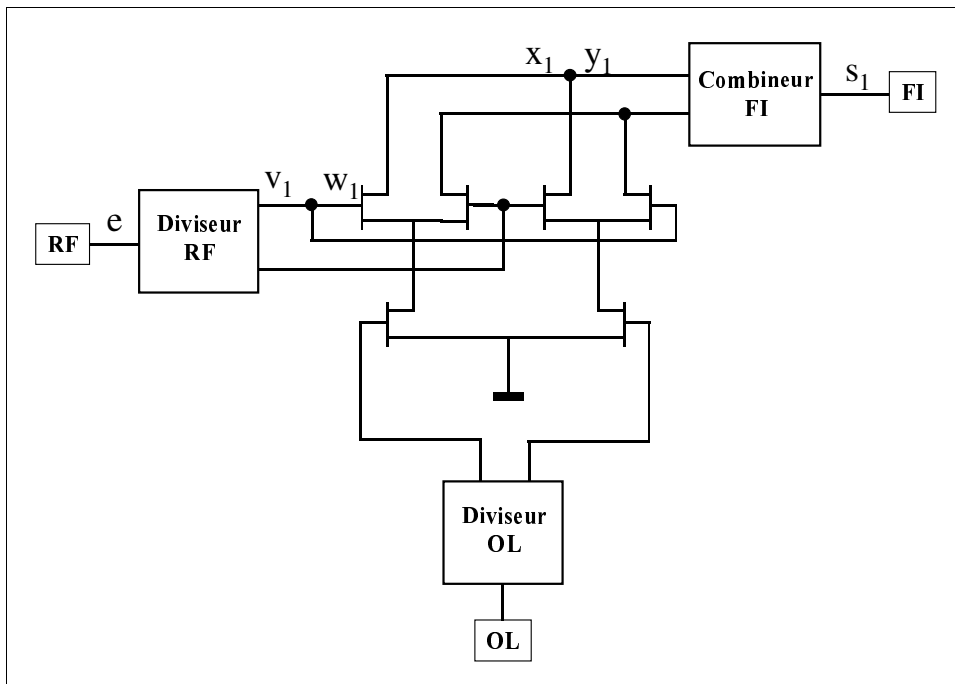 x₁ y₁
Combineur
FI
s₁
FI
v₁ w₁
e
RF
Diviseur
RF
Diviseur
OL
OL